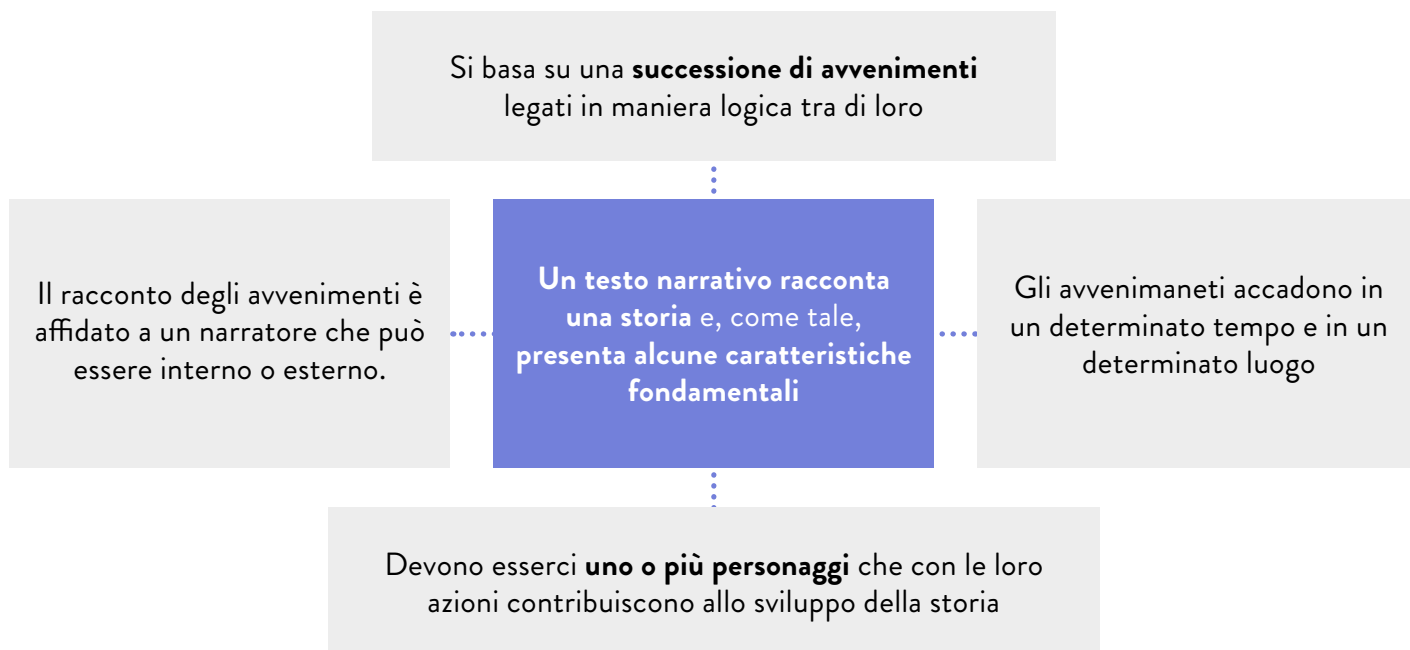 Si basa su una successione di avvenimenti
legati in maniera logica tra di loro
Il racconto degli avvenimenti è
affidato a un narratore che può
essere interno o esterno.
Un testo narrativo racconta
una storia e, come tale,
presenta alcune caratteristiche
fondamentali
Gli avvenimaneti accadono in
un determinato tempo e in un
determinato luogo
Devono esserci uno o più personaggi che con le loro
azioni contribuiscono allo sviluppo della storia